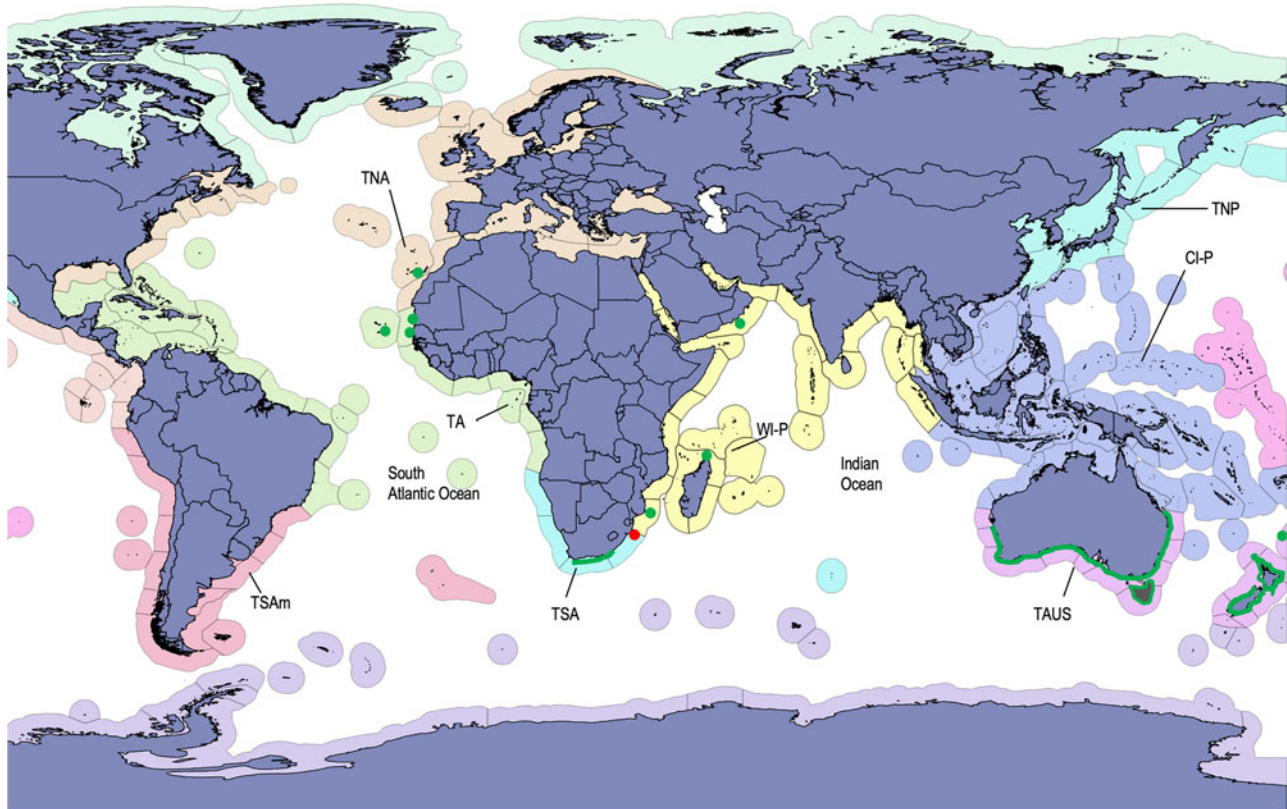 TNA
TNP
CI-P
TA
WI-P
South
Atlantic Ocean
Indian
Ocean
TSAm
TSA
TAUS